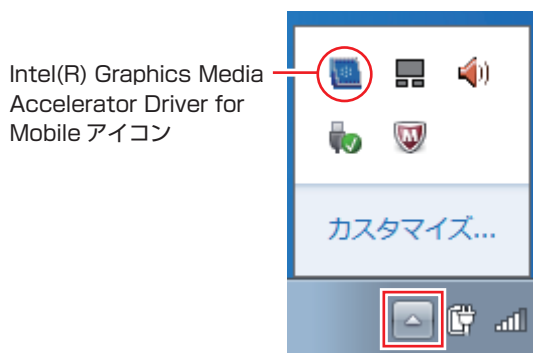 Intel(R) Graphics Media
Accelerator Driver for
Mobile アイコン
カスタマイズ...